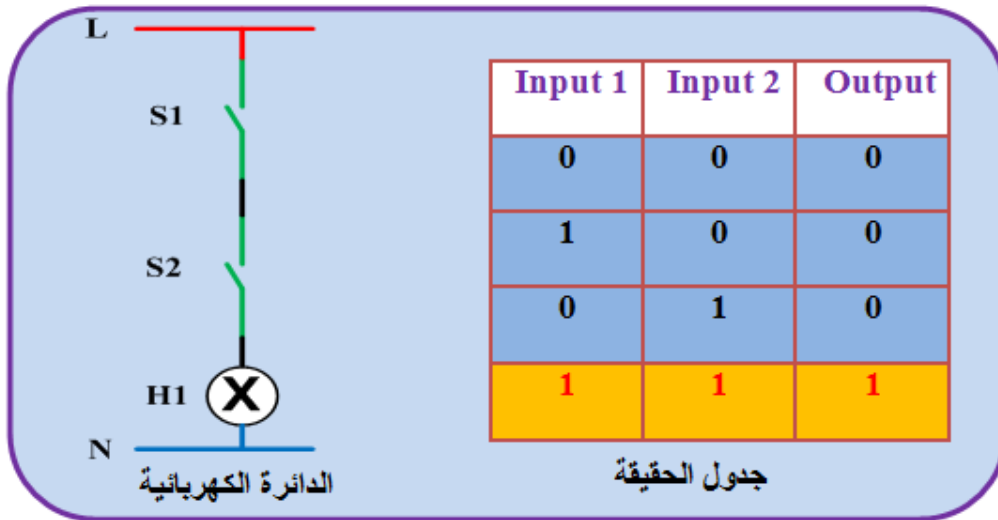 L
S1
S2
H1
N
الدائرة الكهربائية
Input 1 Input 2 Output
0 0 0
1 0 0
0 1 0
1 1 1
جدول الحقيقة